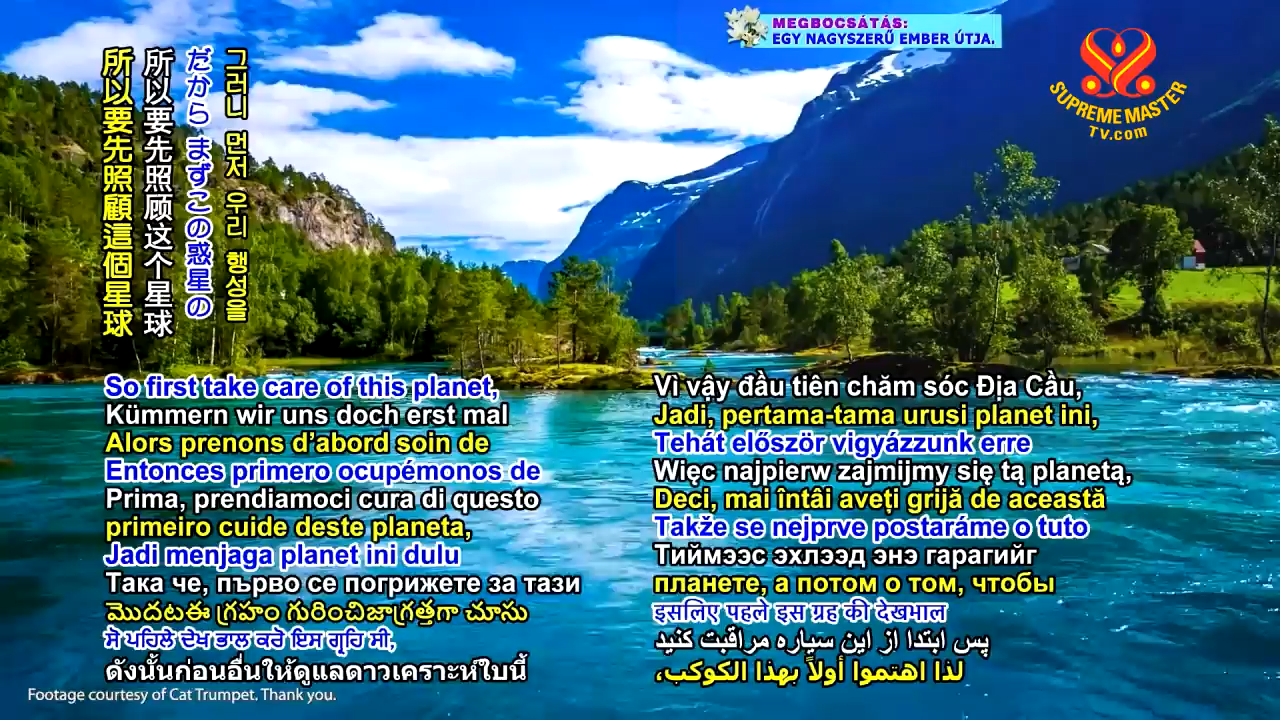 MEGBOCSÁTÁS:
EGY NAGYSZERŰ EMBER ÚTJA.
SUPREME MASTER
TV.com
所以要先照顧這個星球
所以要先照顾这个星球
だから まずこの惑星の
그러니 먼저 우리 행성을
So first take care of this planet,
Kümmern wir uns doch erst mal
Alors prenons d’abord soin de
Entonces primero ocupémonos de
Prima, prendiamoci cura di questo
primeiro cuide deste planeta,
Jadi menjaga planet ini dulu
Така че, първо се погрижете за тази
మొదటఈ గ్రహం గురించిజాగ్రత్తగా చూసు
ਸੋ ਪਹਿਲੇ ਦੇਖ ਭਾਲ ਕਰੋ ਇਸ ਗ੍ਰਹਿ ਸੀ,
ดังนั้นก่อนอื่นให้ดูแลดาวเคราะห์ใบนี้
Vì vậy đầu tiên chăm sóc Địa Cầu,
Jadi, pertama-tama urusi planet ini,
Tehát először vigyázzunk erre
Więc najpierw zajmijmy się tą planetą,
Deci, mai întâi aveți grijă de această
Takže se nejprve postaráme o tuto
Тиймээс эхлээд энэ гарагийг
планете, а потом о том, чтобы
इसलिए पहले इस ग्रह की देखभाल
پس ابتدا از این سیاره مراقبت کنید
لذا اهتموا أولاً بهذا الكوكب،
Footage courtesy of Cat Trumpet. Thank you.